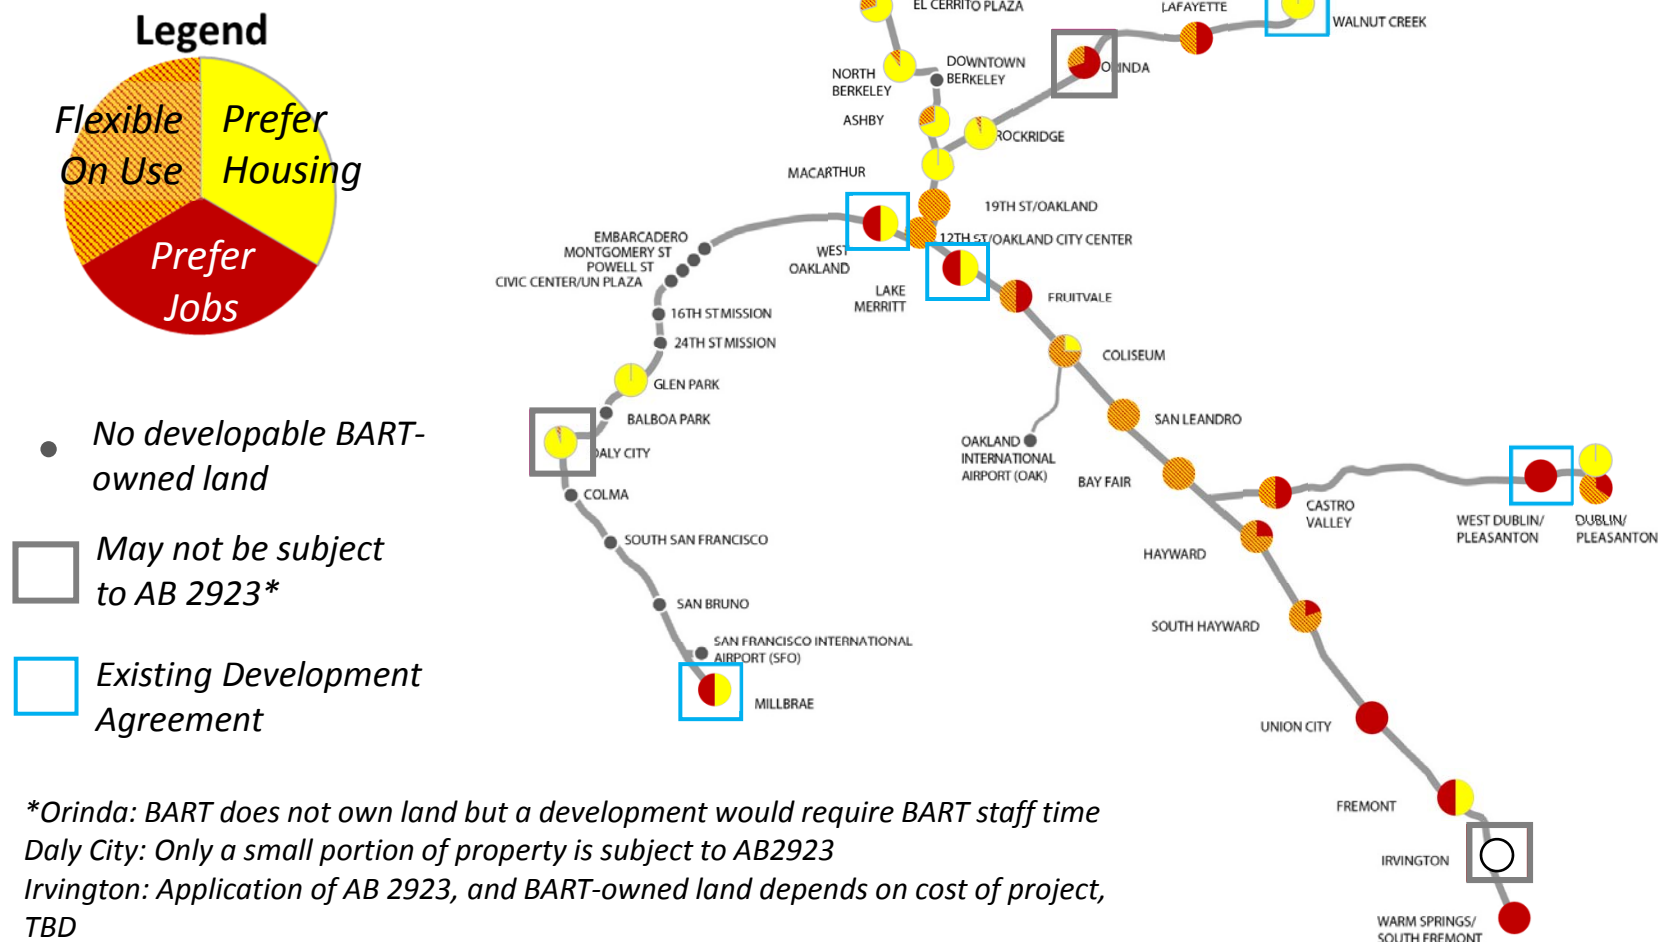 Legend
Flexible
On Use
Prefer
Housing
Prefer
Jobs
No developable BART-
owned land
May not be subject
to AB 2923*
Existing Development
Agreement
EL CERRITO PLAZA
LAFAYETTE
WALNUT CREEK
NORTH
BERKELEY
DOWNTOWN
BERKELEY
ORINDA
ASHBY
ROCKRIDGE
MACARTHUR
19TH ST/OAKLAND
12TH ST/OAKLAND CITY CENTER
WEST
OAKLAND
LAKE
MERRITT
EMBARCADERO
MONTGOMERY ST
POWELL ST
CIVIC CENTER/UN PLAZA
16TH ST MISSION
24TH ST MISSION
GLEN PARK
BALBOA PARK
DALY CITY
COLMA
SOUTH SAN FRANCISCO
SAN BRUNO
SAN FRANCISCO INTERNATIONAL
AIRPORT (SFO)
MILLBRAE
FRUITVALE
COLISEUM
OAKLAND
INTERNATIONAL
AIRPORT (OAK)
SAN LEANDRO
BAY FAIR
CASTRO
VALLEY
WEST DUBLIN/
PLEASANTON
DUBLIN/
PLEASANTON
HAYWARD
SOUTH HAYWARD
UNION CITY
FREMONT
IRVINGTON
WARM SPRINGS/
SOUTH FREMONT
*Orinda: BART does not own land but a development would require BART staff time
Daly City: Only a small portion of property is subject to AB2923
Irvington: Application of AB 2923, and BART-owned land depends on cost of project,
TBD